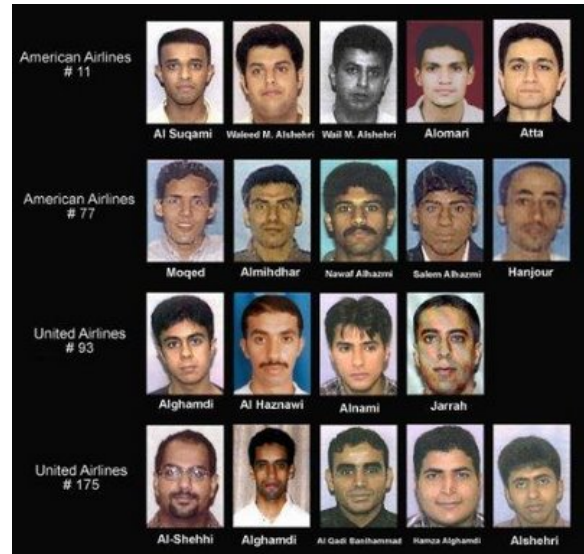 American Airlines
# 11
Al Suqami
Waleed M. Alshehri
Wail M. Alshehri
Alomari
Atta
American Airlines
# 77
Moqed
Almihdhar
Nawaf Alhazmi
Salem Alhazmi
Hanjour
United Airlines
# 93
Alghamdi
Al Haznawi
Alnami
Jarrah
United Airlines
# 175
Al-Shehhi
Alghamdi
Al Qadi Banihammad
Hamza Alghamdi
Alshehri